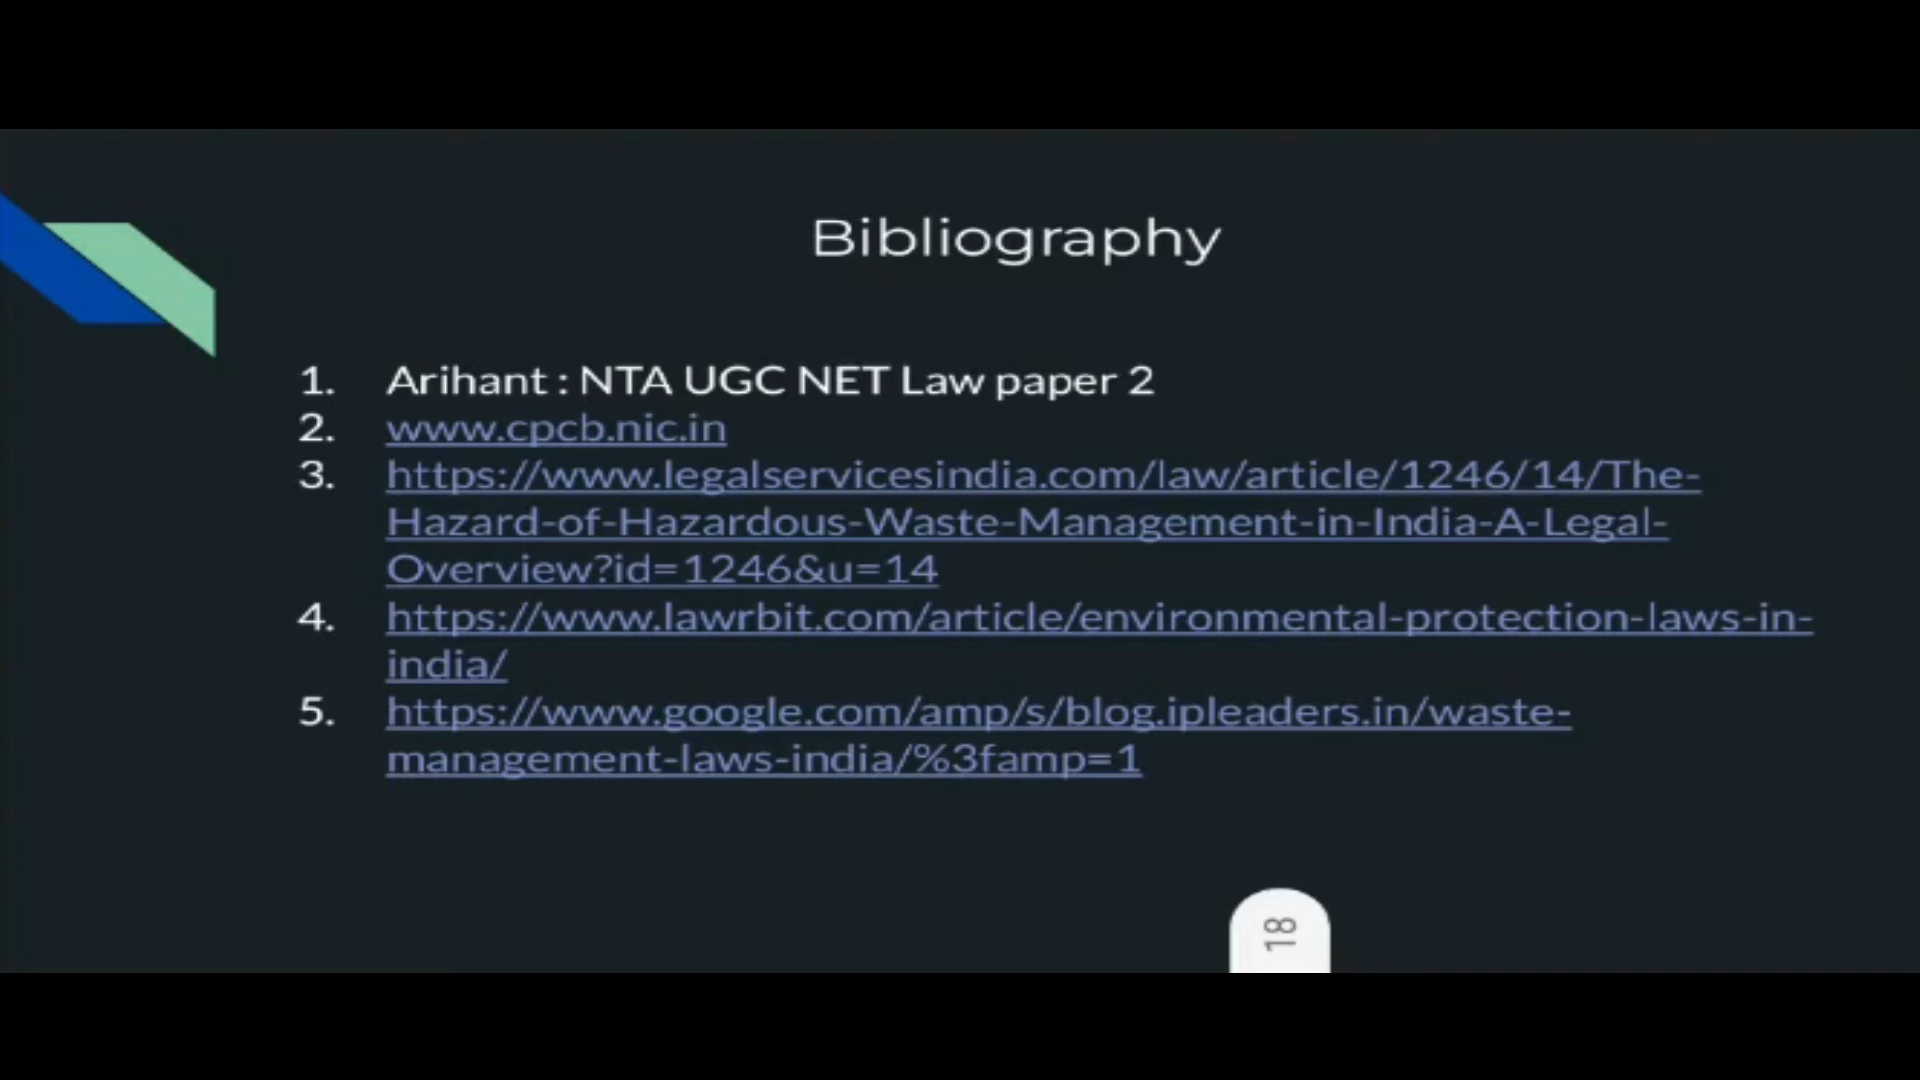 Bibliography
1. Arihant : NTA UGC NET Law paper 2
2. www.cpcb.nic.in
3. https://www.legalservicesindia.com/law/article/1246/14/The-
Hazard-of-Hazardous-Waste-Management-in-India-A-Legal-
Overview?id=1246&u=14
4. https://www.lawrbit.com/article/environmental-protection-laws-in-
india/
5. https://www.google.com/amp/s/blog.ipleaders.in/waste-
management-laws-india/%3famp=1
18